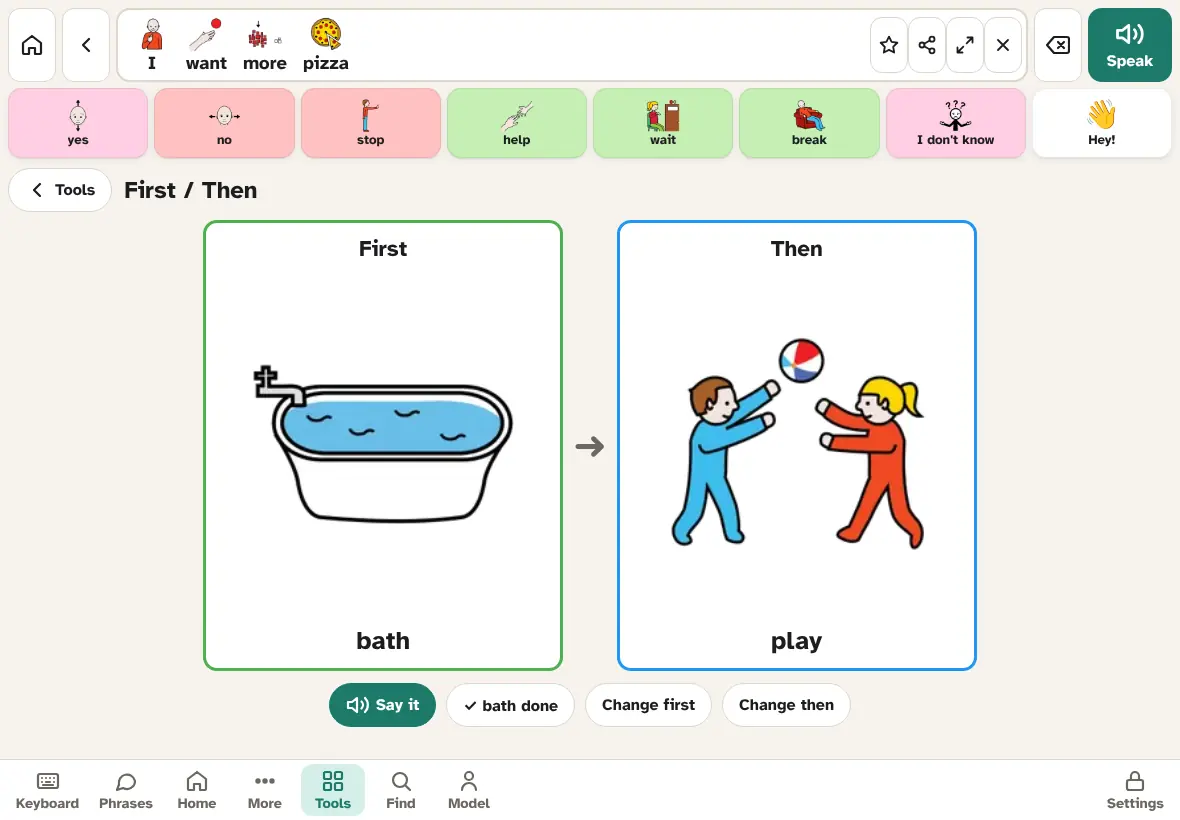 I want more pizza
Speak
yes no stop help wait break I don't know Hey!
Tools First / Then
First
bath
Then
play
Say it bath done Change first Change then
Keyboard Phrases Home More Tools Find Model Settings